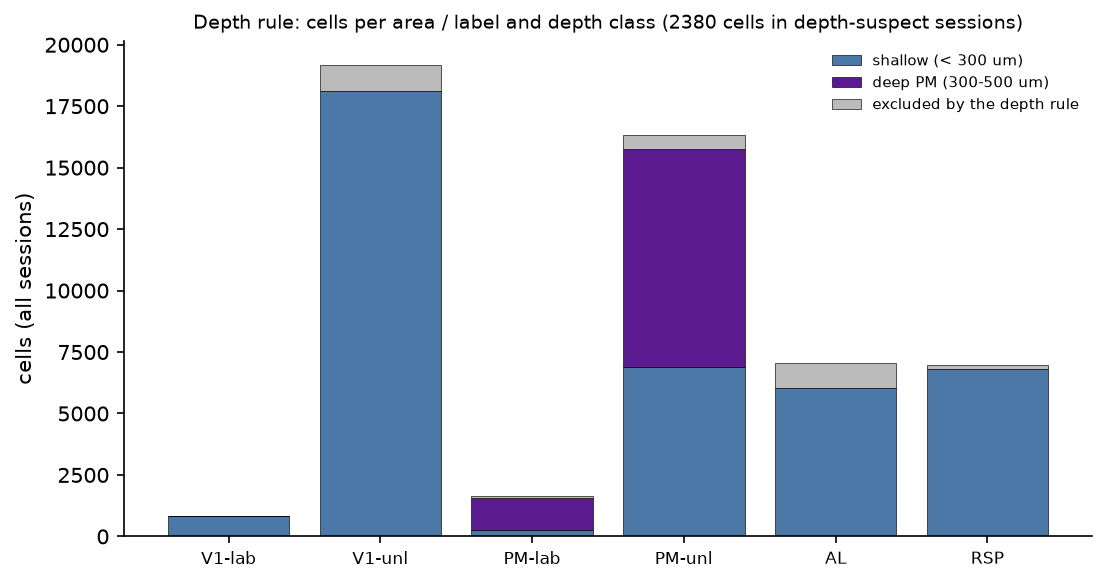 Depth rule: cells per area / label and depth class (2380 cells in depth-suspect sessions)
20000
17500
15000
12500
10000
7500
5000
2500
0
cells (all sessions)
shallow (< 300 um)
deep PM (300-500 um)
excluded by the depth rule
V1-lab
V1-unl
PM-lab
PM-unl
AL
RSP